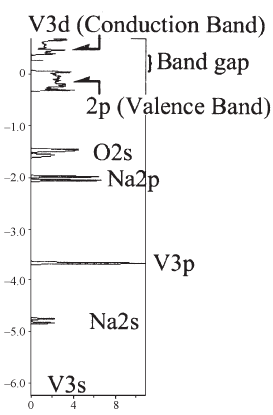 V3d (Conduction Band)
Band gap
0
2p (Valence Band)
-1.0
O2s
-2.0
Na2p
-3.0
V3p
-4.0
Na2s
-5.0
-6.0
V3s
0 4 8